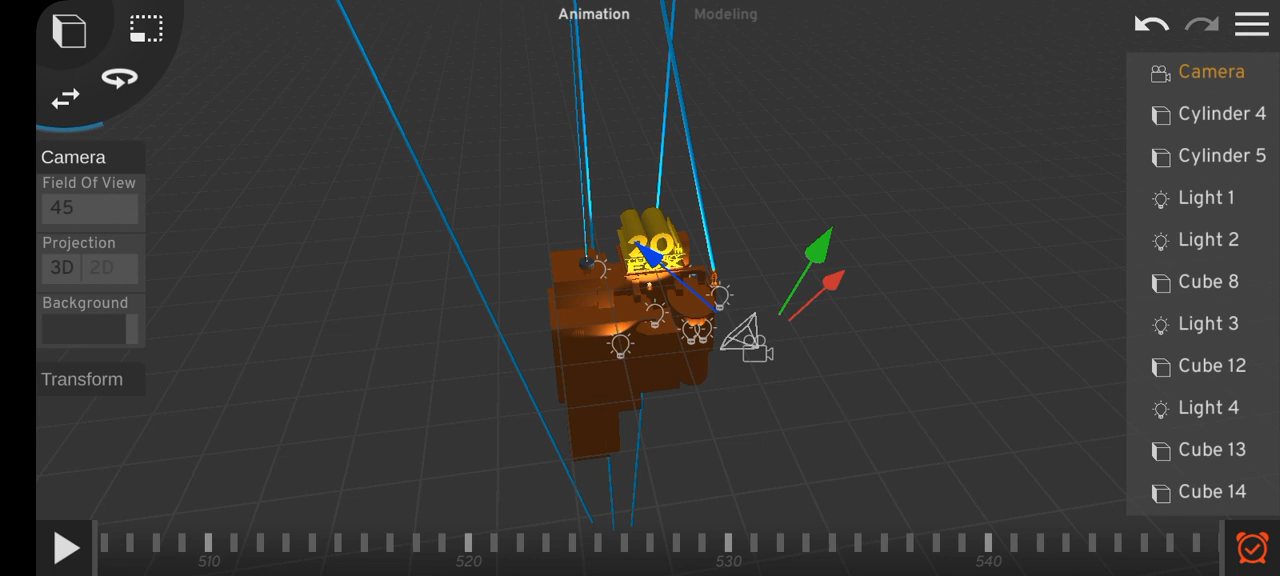 Animation
Modeling
Camera
Field Of View
45
Projection
3D
2D
Background
Transform
Camera
Cylinder 4
Cylinder 5
Light 1
Light 2
Cube 8
Light 3
Cube 12
Light 4
Cube 13
Cube 14
20
510
520
530
540